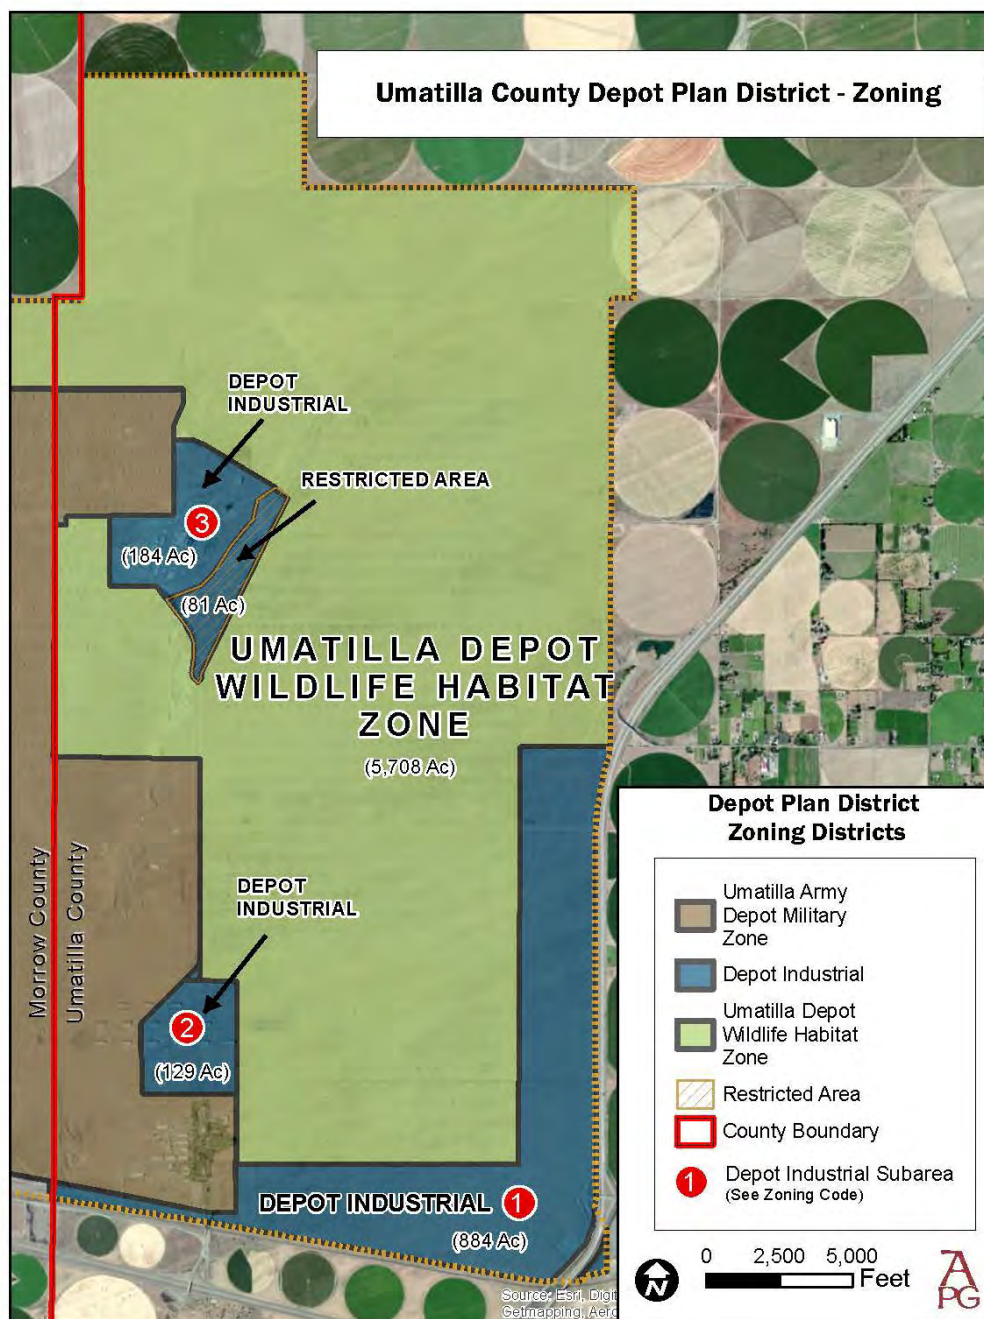 Umatilla County Depot Plan District - Zoning
DEPOT
INDUSTRIAL
RESTRICTED AREA
3
(184 Ac)
(81 Ac)
UMATILLA DEPOT
WILDLIFE HABITAT
ZONE
(5,708 Ac)
Morrow County
Umatilla County
DEPOT
INDUSTRIAL
2
(129 Ac)
DEPOT INDUSTRIAL 1
(884 Ac)
Depot Plan District
Zoning Districts
Umatilla Army
Depot Military
Zone
Depot Industrial
Umatilla Depot
Wildlife Habitat
Zone
Restricted Area
County Boundary
1 Depot Industrial Subarea
(See Zoning Code)
N
0 2,500 5,000
Feet
A
PG
Source: Esri, Digit
Getmapping, Aero